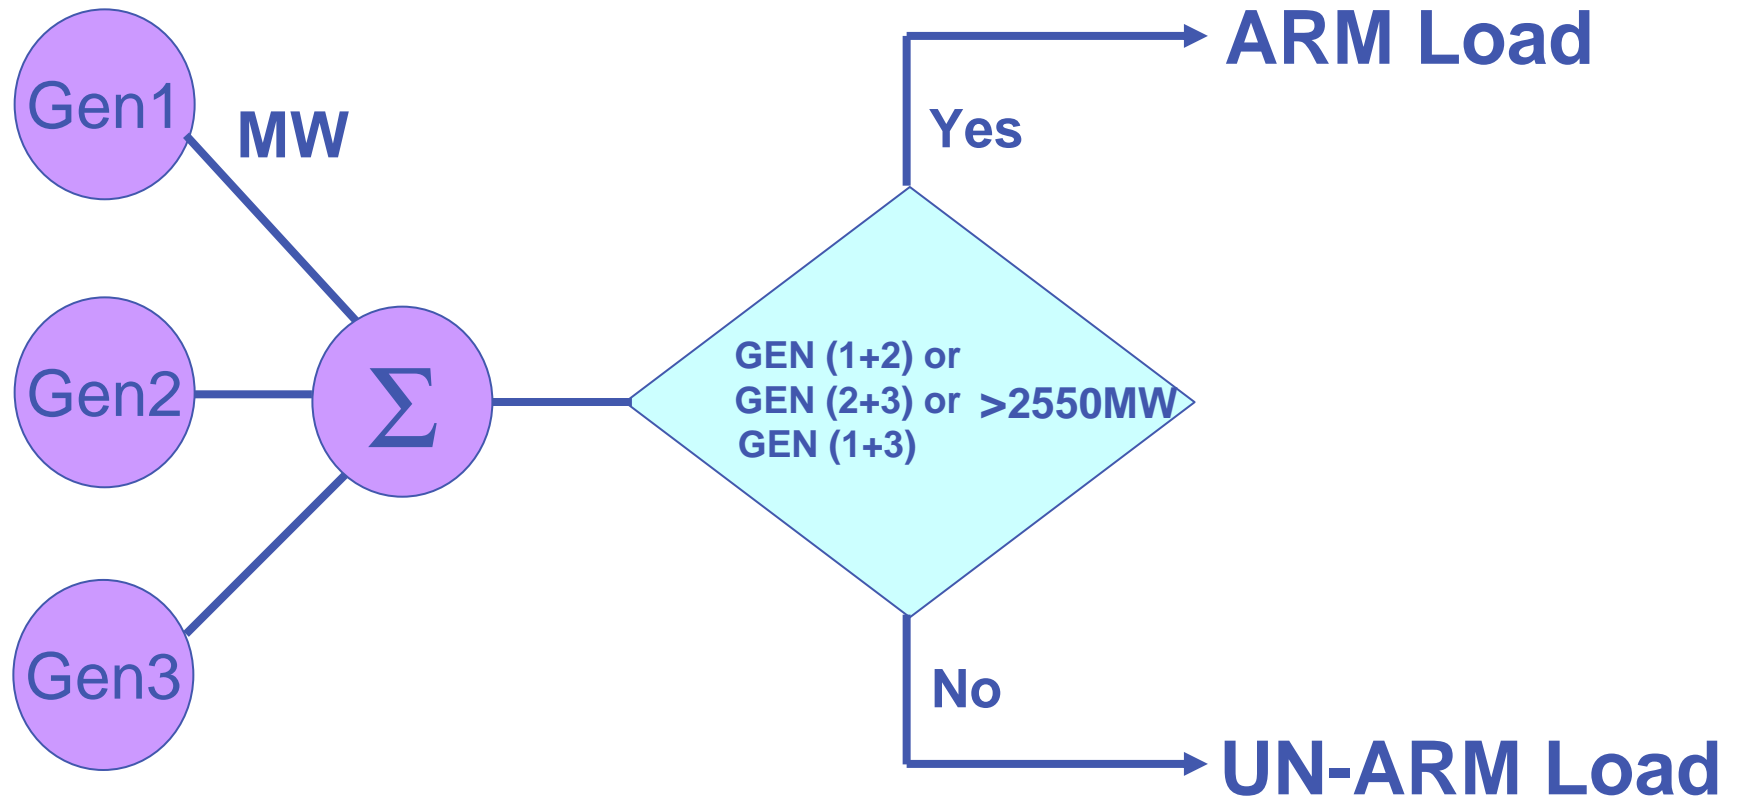 Gen1
MW
Gen2
Gen3
Σ
GEN (1+2) or
GEN (2+3) or >2550MW
GEN (1+3)
Yes
ARM Load
No
UN-ARM Load